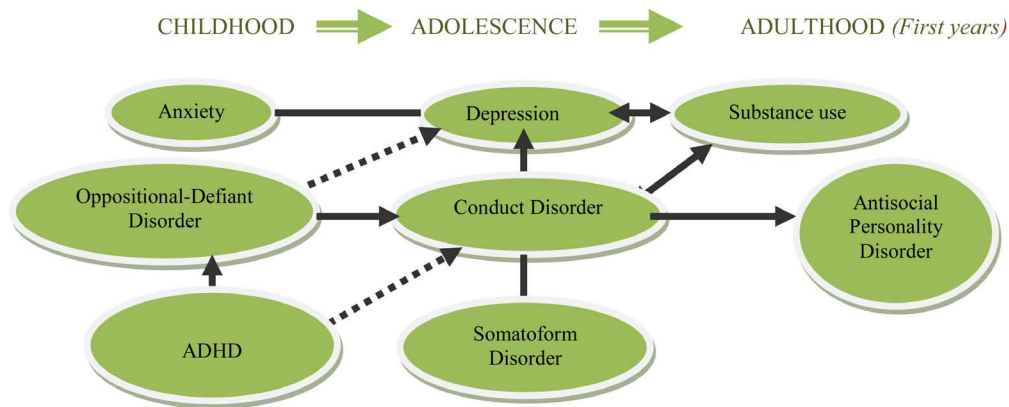 CHILDHOOD ADOLESCENCE ADULTHOOD (First years)
Anxiety
Depression
Substance use
Oppositional-Defiant
Disorder
Conduct Disorder
Antisocial
Personality
Disorder
ADHD
Somatoform
Disorder